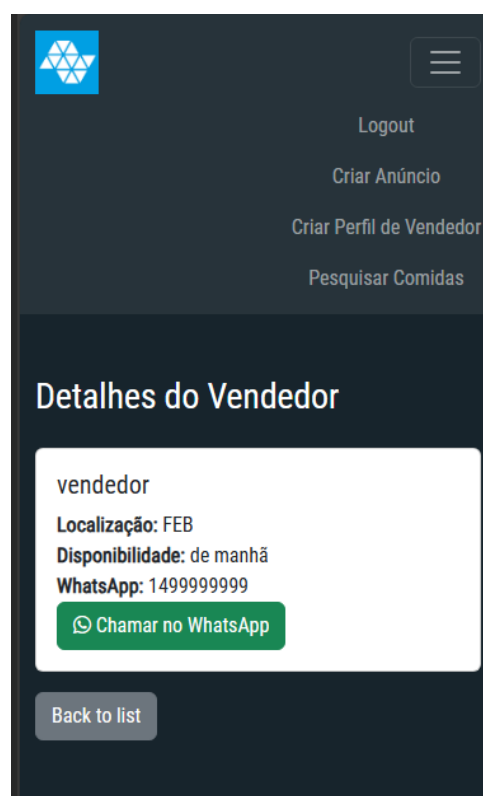 Logout
Criar Anúncio
Criar Perfil de Vendedor
Pesquisar Comidas
Detalhes do Vendedor
vendedor
Localização: FEB
Disponibilidade: de manhã
WhatsApp: 1499999999
Chamar no WhatsApp
Back to list